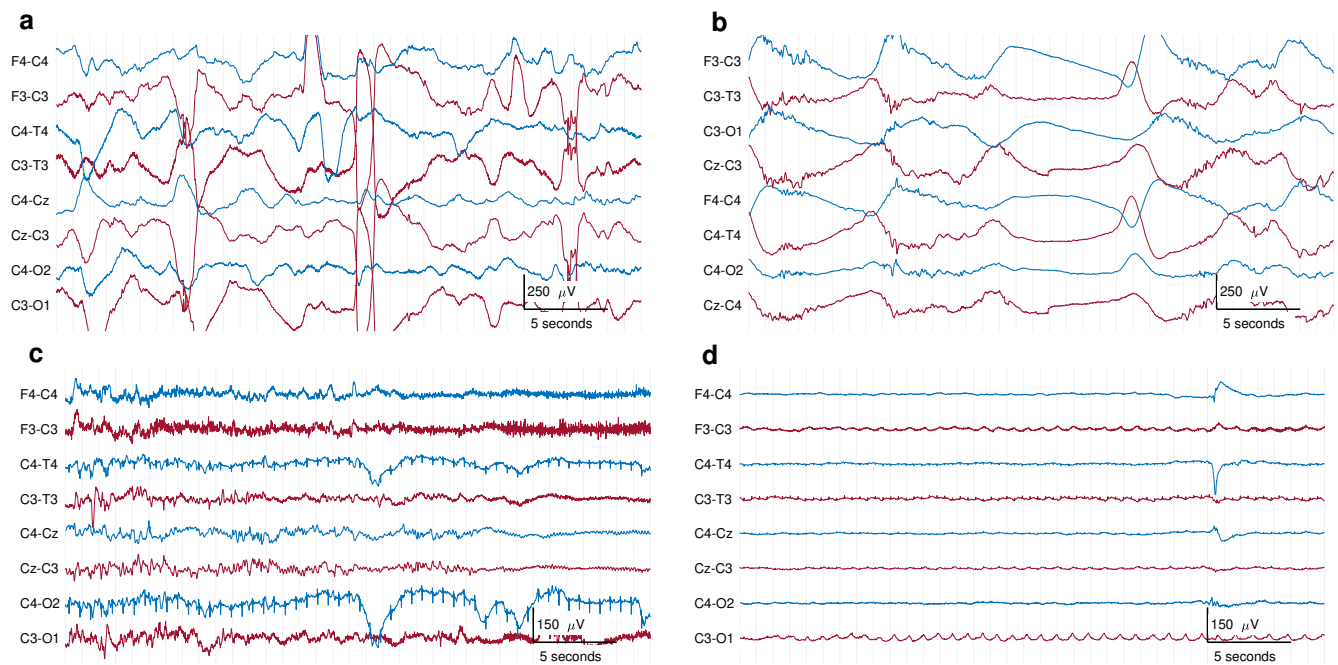 a
F4-C4
F3-C3
C4-T4
C3-T3
C4-Cz
Cz-C3
C4-O2
C3-O1
250 μV
5 seconds
b
F3-C3
C3-T3
C3-O1
Cz-C3
F4-C4
C4-T4
C4-O2
Cz-C4
250 μV
5 seconds
c
F4-C4
F3-C3
C4-T4
C3-T3
C4-Cz
Cz-C3
C4-O2
C3-O1
150 μV
5 seconds
d
F4-C4
F3-C3
C4-T4
C3-T3
C4-Cz
Cz-C3
C4-O2
C3-O1
150 μV
5 seconds